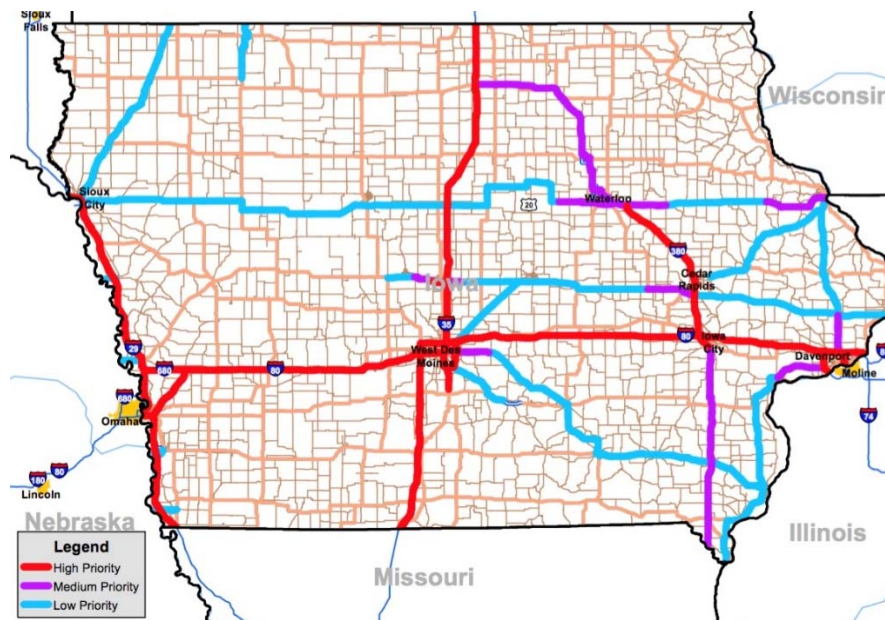 Sioux
Falls
Wisconsin
Sioux
City
20
Waterloo
380
Iowa
Cedar
Rapids
35
29
80
Iowa
City
West Des
Moines
680
80
Davenport
Moline
680
Omaha
74
180
80
Lincoln
Nebraska
Illinois
Missouri
Legend
High Priority
Medium Priority
Low Priority